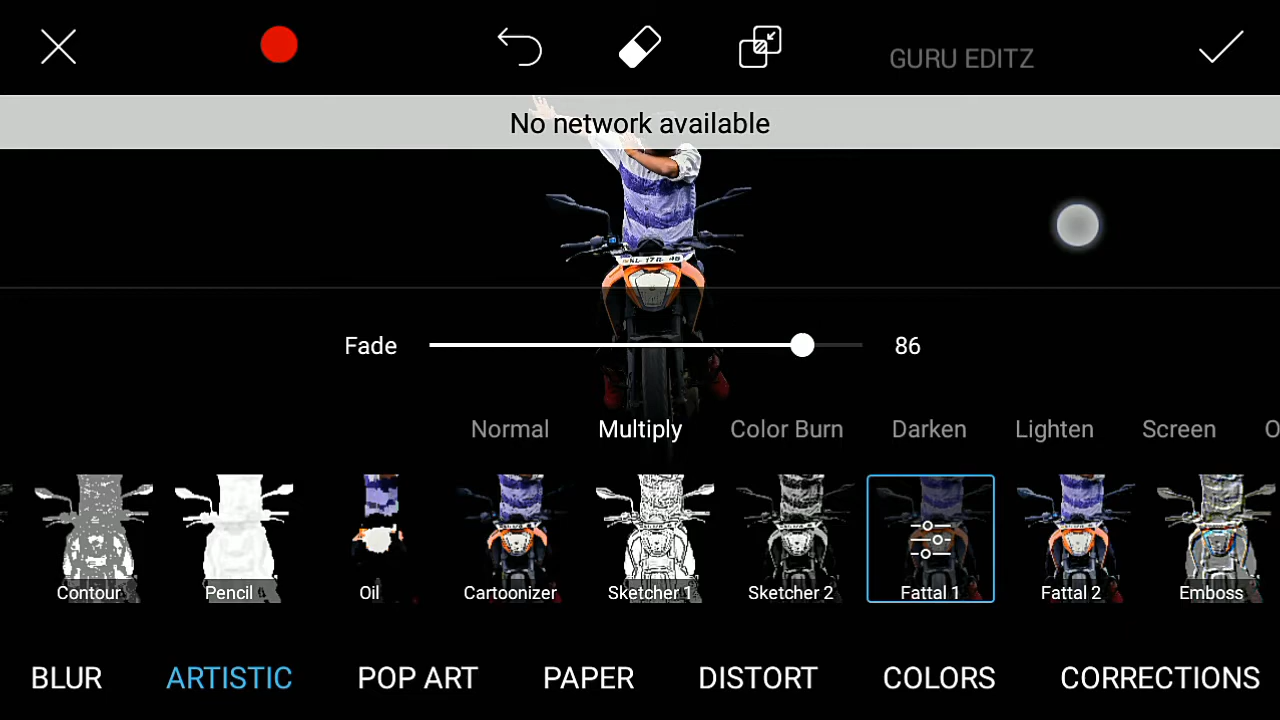 GURU EDITZ
No network available
Fade 86
Normal Multiply Color Burn Darken Lighten Screen
Contour Pencil Oil Cartoonizer Sketcher 1 Sketcher 2 Fattal 1 Fattal 2 Emboss
BLUR ARTISTIC POP ART PAPER DISTORT COLORS CORRECTIONS